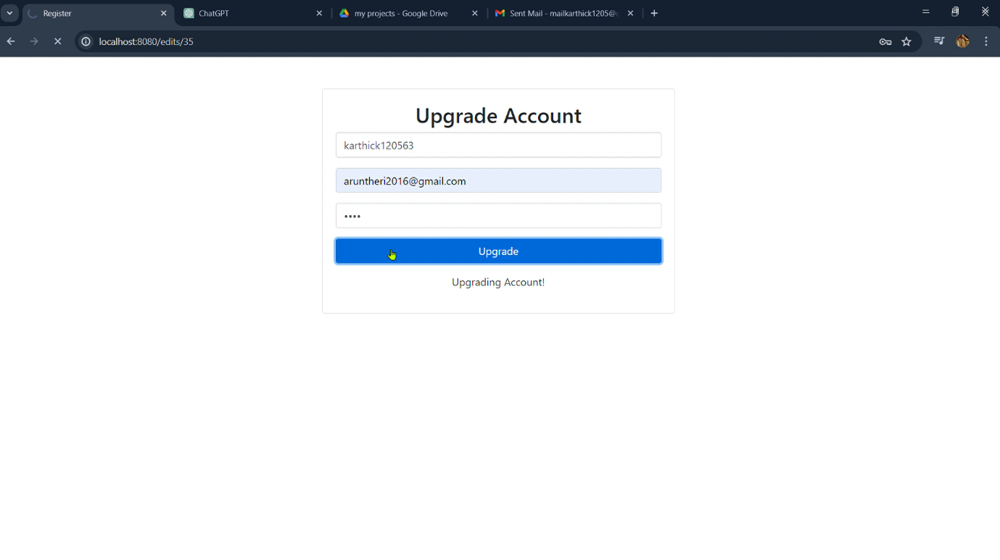 Register
ChatGPT
my projects - Google Drive
Sent Mail - mailkarthick1205@
localhost:8080/edits/35
Upgrade Account
karthick120563
aruntheri2016@gmail.com
••••
Upgrade
Upgrading Account!